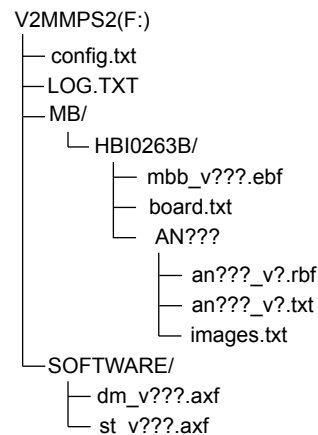 V2MMPS2(F:)
config.txt
LOG.TXT
MB/
HBI0263B/
mbb_v???.ebf
board.txt
AN???
an???_v?.rbf
an???_v?.txt
images.txt
SOFTWARE/
dm_v???.axf
st_v???.axf